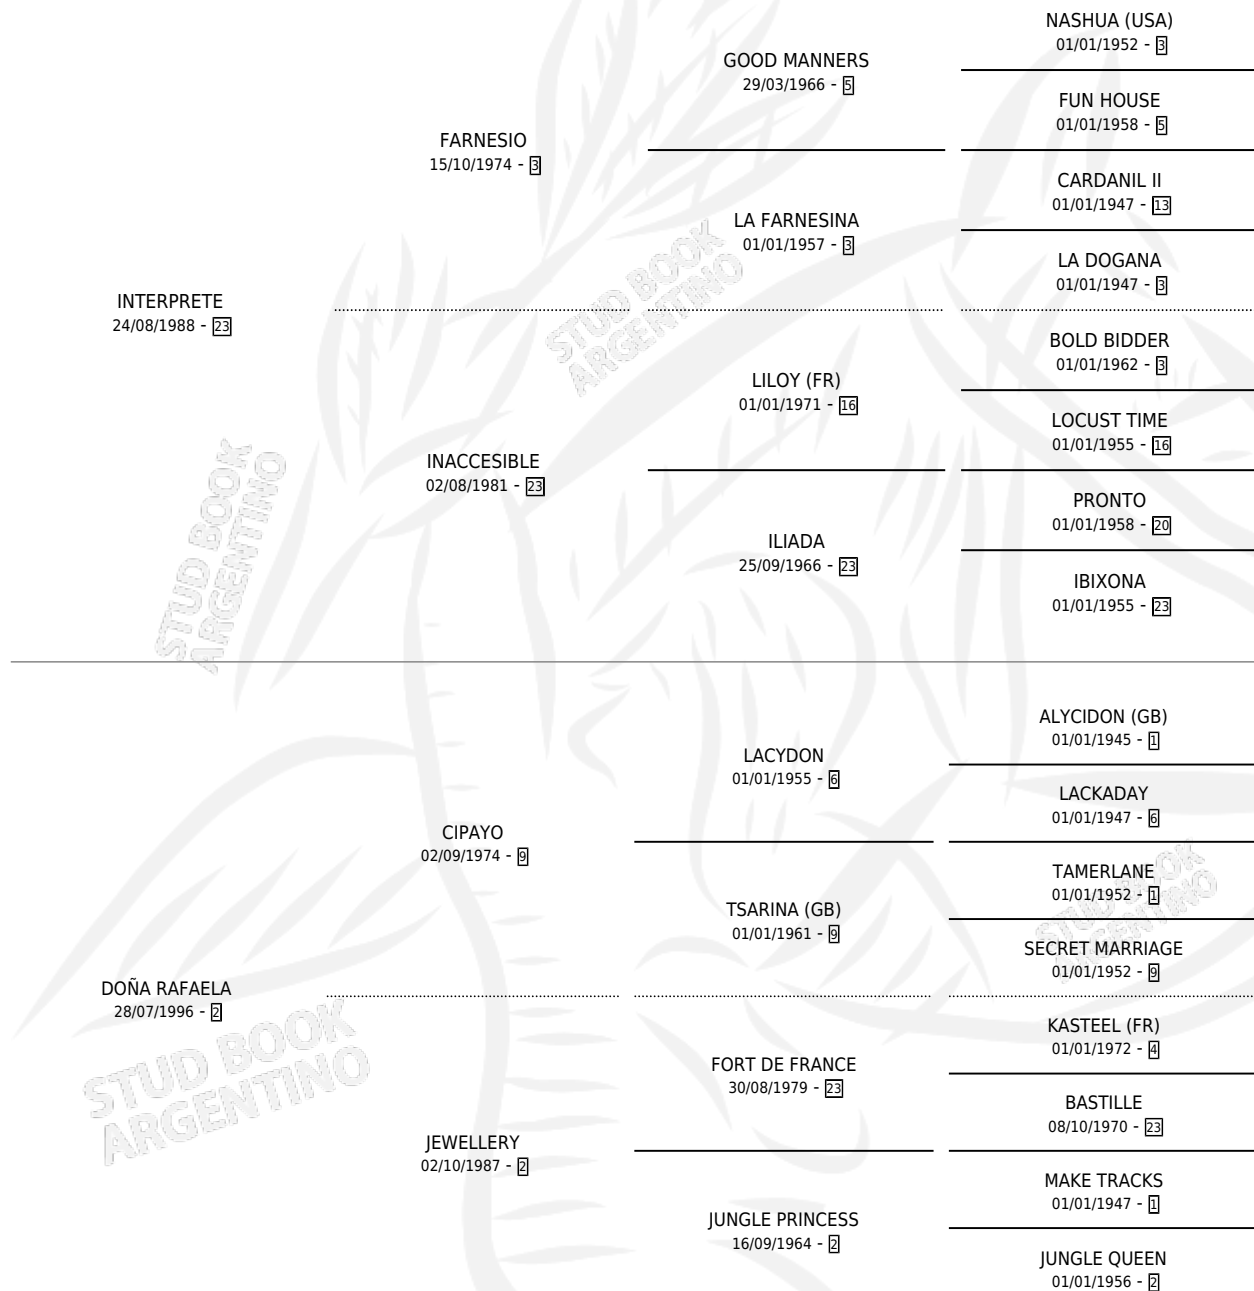 NASHUA (USA)
01/01/1952 - 3
GOOD MANNERS
29/03/1966 - 5
FUN HOUSE
01/01/1958 - 5
FARNESIO
15/10/1974 - 3
CARDANIL II
01/01/1947 - 13
LA FARNESINA
01/01/1957 - 3
LA DOGANA
01/01/1947 - 3
INTERPRETE
24/08/1988 - 23
BOLD BIDDER
01/01/1962 - 3
LILOY (FR)
01/01/1971 - 16
LOCUST TIME
01/01/1955 - 16
INACCESIBLE
02/08/1981 - 23
PRONTO
01/01/1958 - 20
ILIADA
25/09/1966 - 23
IBIXONA
01/01/1955 - 23
ALYCIDON (GB)
01/01/1945 - 1
LACYDON
01/01/1955 - 6
LACKADAY
01/01/1947 - 6
CIPAYO
02/09/1974 - 9
TAMERLANE
01/01/1952 - 1
TSARINA (GB)
01/01/1961 - 9
SECRET MARRIAGE
01/01/1952 - 9
DOÑA RAFAELA
28/07/1996 - 2
KASTEEL (FR)
01/01/1972 - 4
FORT DE FRANCE
30/08/1979 - 23
BASTILLE
08/10/1970 - 23
JEWELLERY
02/10/1987 - 2
MAKE TRACKS
01/01/1947 - 1
JUNGLE PRINCESS
16/09/1964 - 2
JUNGLE QUEEN
01/01/1956 - 2
STUD BOOK
ARGENTINO
STUD BOOK
ARGENTINO
STUD BOOK
ARGENTINO
STUD BOOK
ARGENTINO